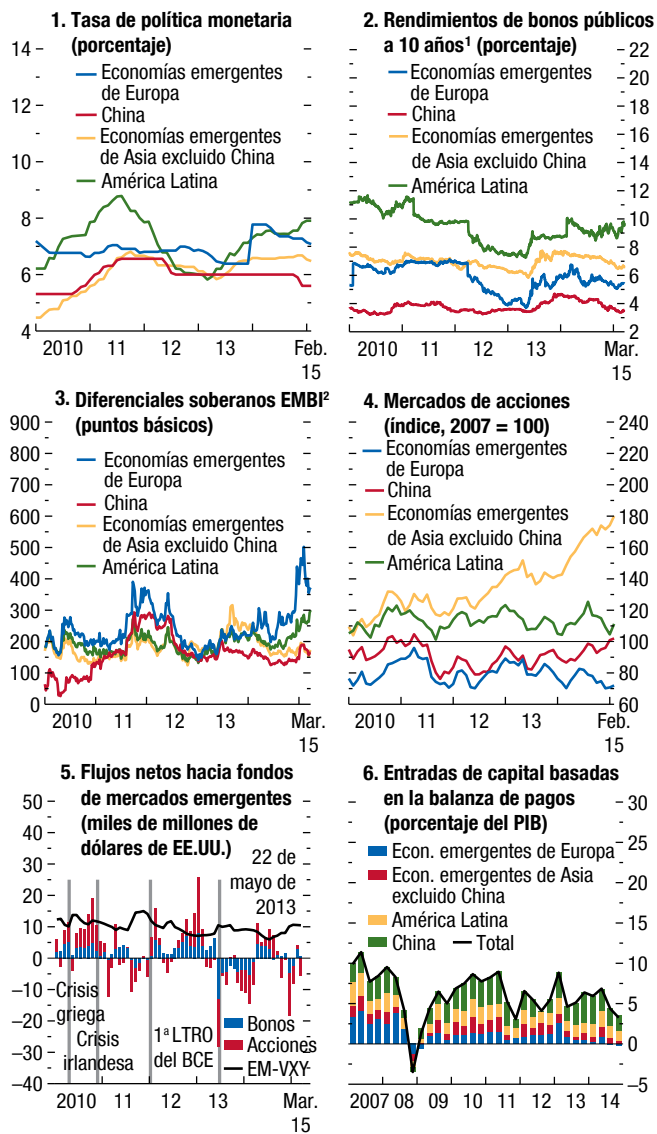 1. Tasa de política monetaria
(porcentaje)
14
12
10
8
6
4
Economías emergentes
de Europa
China
Economías emergentes
de Asia excluido China
América Latina
2010
11
12
13
Feb.
15
2. Rendimientos de bonos públicos
a 10 años¹ (porcentaje)
22
20
18
16
14
12
10
8
6
4
2
Economías emergentes
de Europa
China
Economías emergentes
de Asia excluido China
América Latina
2010
11
12
13
Mar.
15
3. Diferenciales soberanos EMBI²
(puntos básicos)
900
800
700
600
500
400
300
200
100
0
Economías emergentes
de Europa
China
Economías emergentes
de Asia excluido China
América Latina
2010
11
12
13
Mar.
15
4. Mercados de acciones
(índice, 2007 = 100)
240
220
200
180
160
140
120
100
80
60
Economías emergentes
de Europa
China
Economías emergentes
de Asia excluido China
América Latina
2010
11
12
13
Feb.
15
5. Flujos netos hacia fondos
de mercados emergentes
(miles de millones de
dólares de EE.UU.)
50
40
30
20
10
0
–10
–20
–30
–40
22 de
mayo de
2013
Crisis
griega
Crisis
irlandesa
1ª LTRO
del BCE
Bonos
Acciones
EM-VXY
2010
11
12
13
Mar.
15
6. Entradas de capital basadas
en la balanza de pagos
(porcentaje del PIB)
30
25
20
15
10
5
0
–5
Econ. emergentes de Europa
Econ. emergentes de Asia
excluido China
América Latina
China
Total
2007
08
09
10
11
12
13
14